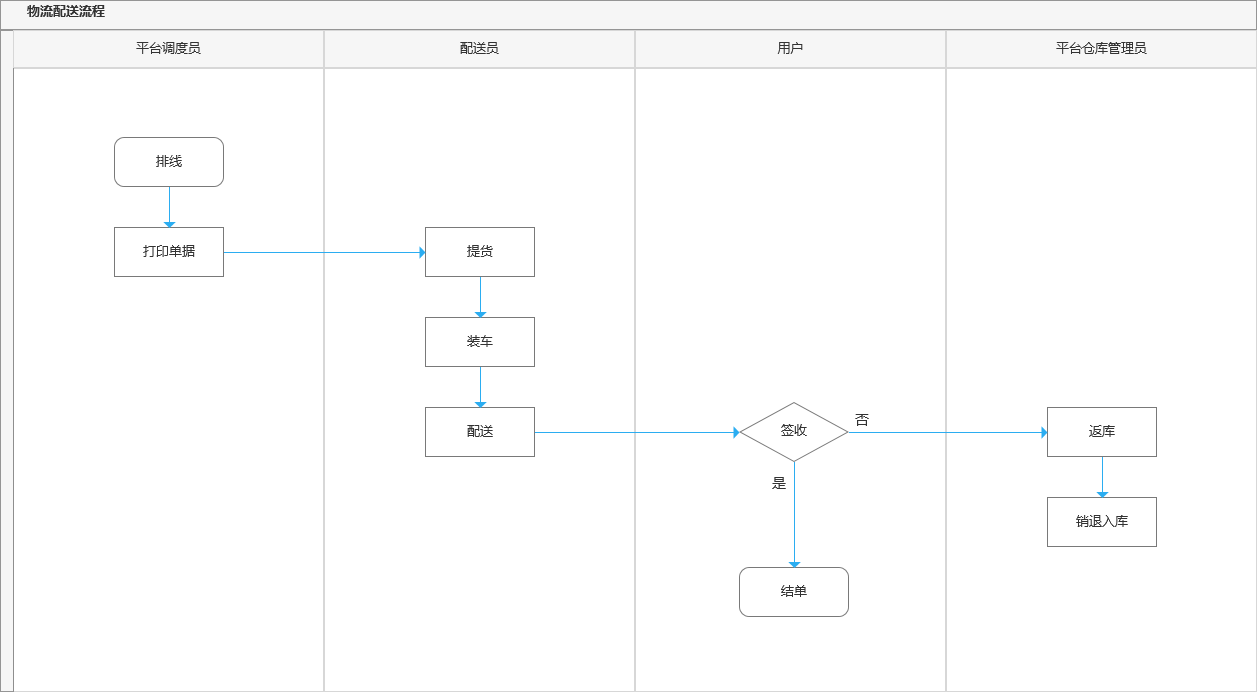 物流配送流程
平台调度员
配送员
用户
平台仓库管理员
排线
打印单据
提货
装车
配送
签收
否
返库
是
销退入库
结单